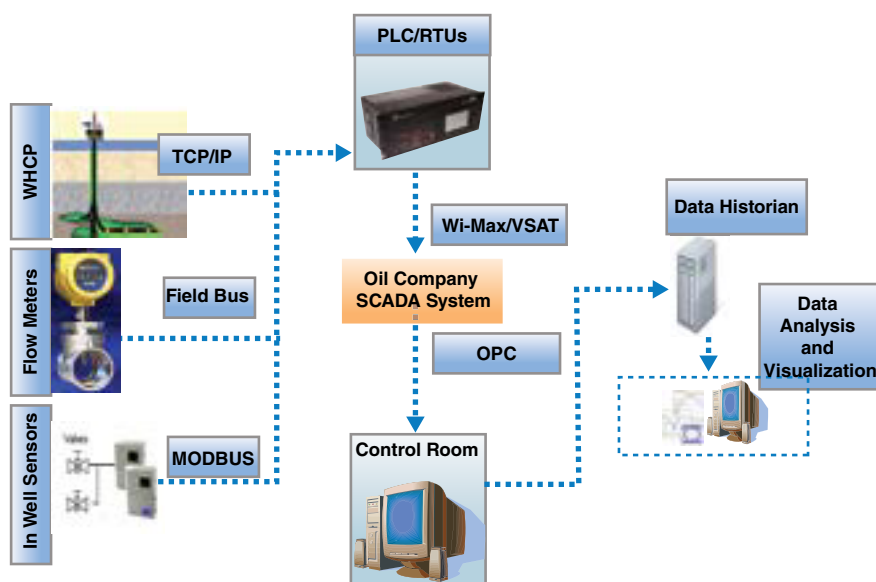 PLC/RTUs
WHCP
TCP/IP
Wi-Max/VSAT
Data Historian
Flow Meters
Field Bus
Oil Company
SCADA System
Data
Analysis
and
Visualization
OPC
In Well Sensors
Valves
MODBUS
Control Room